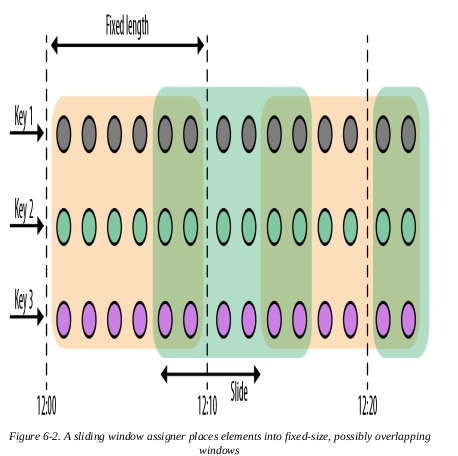 Fixed length
Key 1
Key 2
Key 3
Slide
12:00
12:10
12:20
Figure 6-2. A sliding window assigner places elements into fixed-size, possibly overlapping
windows